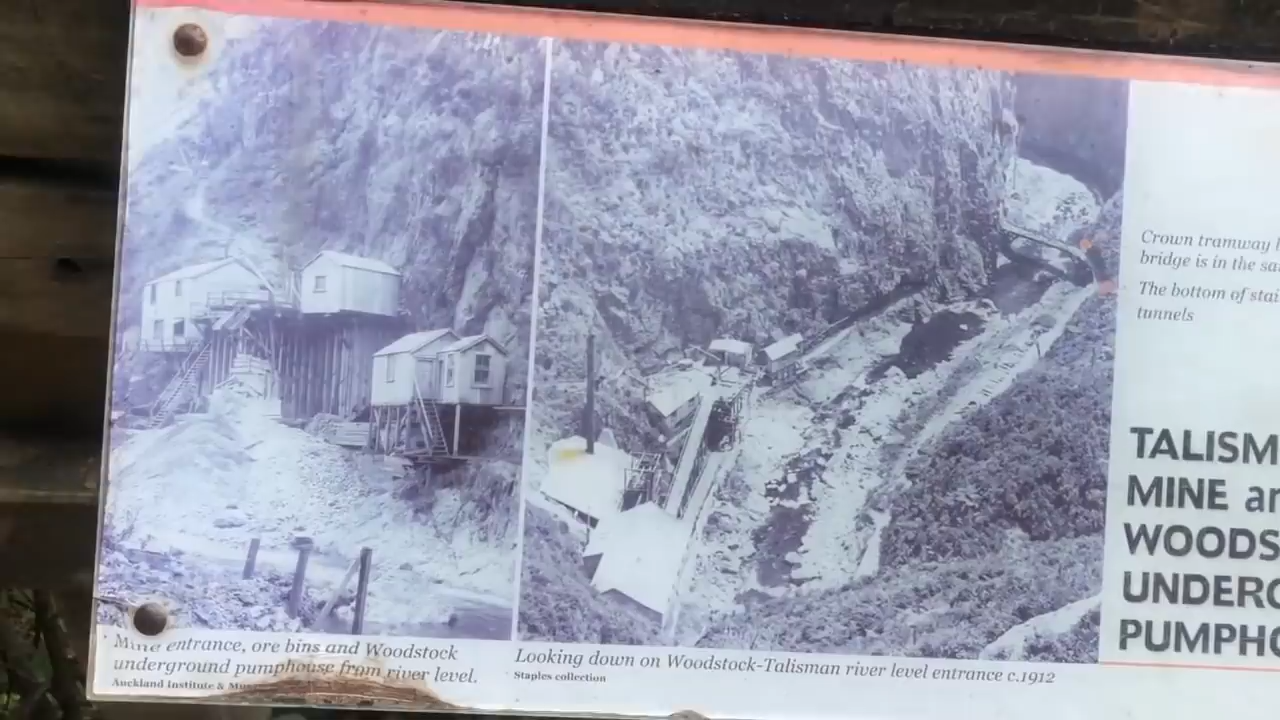 Mine entrance, ore bins and Woodstock
underground pumphouse from river level.
Auckland Institute &
Looking down on Woodstock-Talisman river level entrance c.1912
Staples collection
Crown tramway
bridge is in the
The bottom of
tunnels
TALISM
MINE
WOODS
UNDERG
PUMPHO